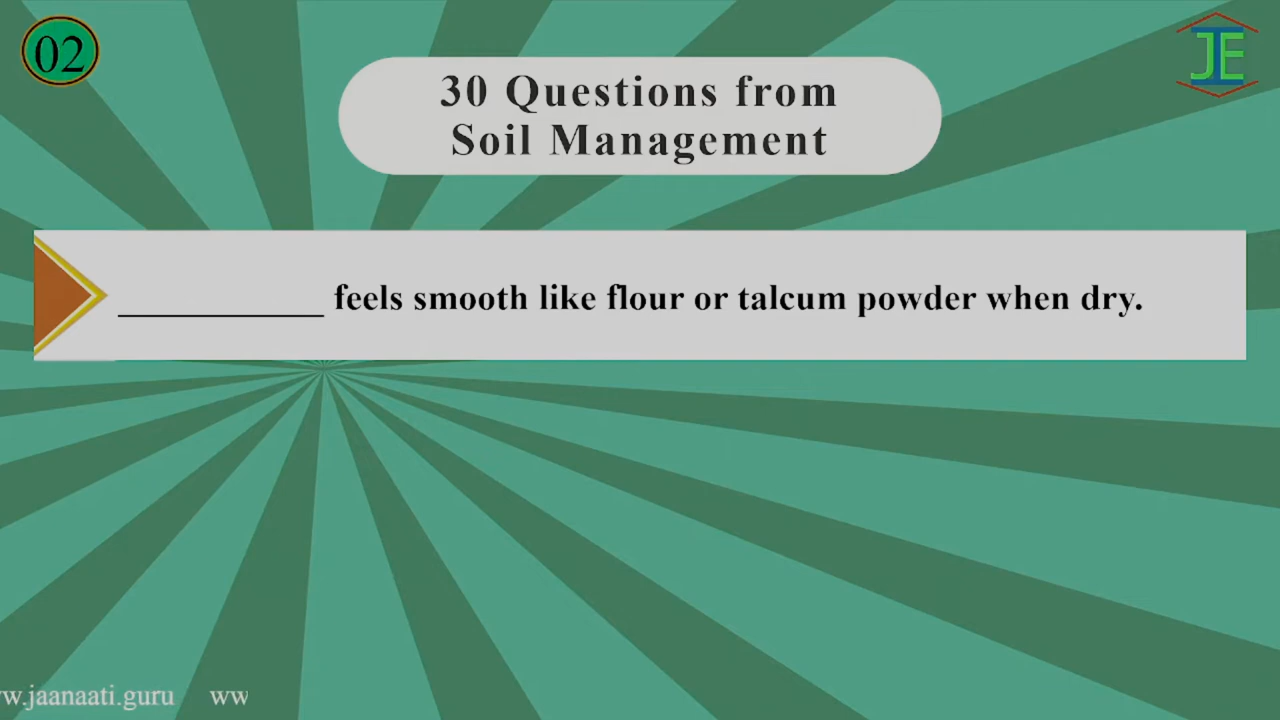 02
JE
30 Questions from
Soil Management
____________ feels smooth like flour or talcum powder when dry.
w.jaanaati.guru ww